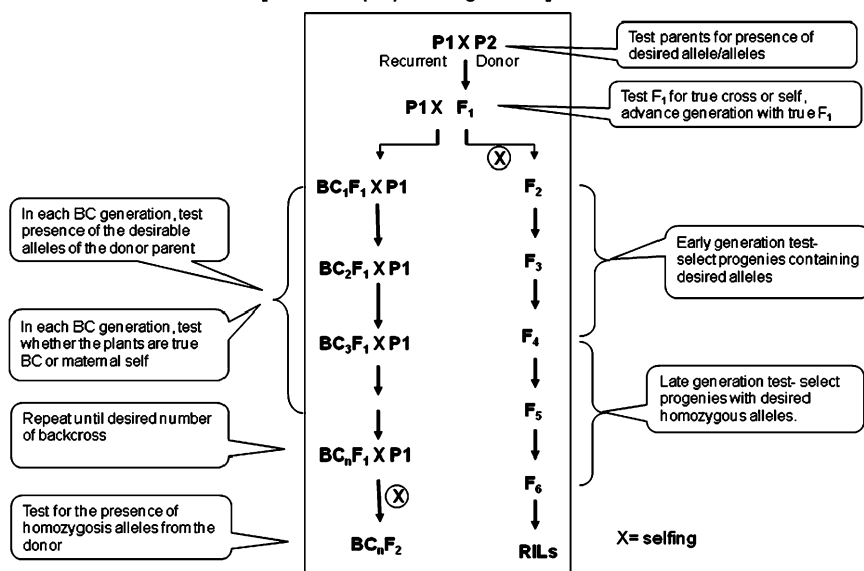 P1 X P2
Recurrent Donor
Test parents for presence of
desired allele/alleles
P1 X F₁
Test F₁ for true cross or self,
advance generation with true F₁
X
BC₁F₁ X P1
F₂
In each BC generation, test
presence of the desirable
alleles of the donor parent
BC₂F₁ X P1
F₃
Early generation test-
select progenies containing
desired alleles
In each BC generation, test
whether the plants are true
BC or maternal self
BC₃F₁ X P1
F₄
Late generation test- select
progenies with desired
homozygous alleles.
F₅
Repeat until desired number
of backcross
BCₙF₁ X P1
F₆
X
Test for the presence of
homozygosis alleles from the
donor
BCₙF₂
RILs
X= selfing